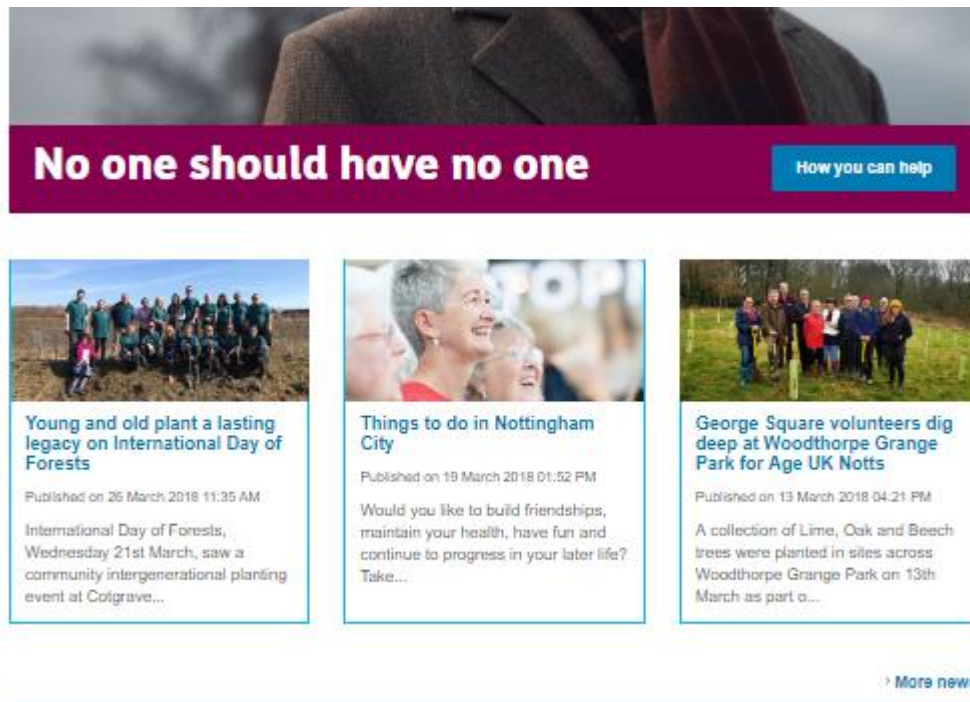 No one should have no one
How you can help
Young and old plant a lasting
legacy on International Day of
Forests
Published on 26 March 2018 11:35 AM
International Day of Forests,
Wednesday 21st March, saw a
community intergenerational planting
event at Cotgrave...
TOP
Things to do in Nottingham
City
Published on 19 March 2018 01:52 PM
Would you like to build friendships,
maintain your health, have fun and
continue to progress in your later life?
Take...
George Square volunteers dig
deep at Woodthorpe Grange
Park for Age UK Notts
Published on 13 March 2018 04:21 PM
A collection of Lime, Oak and Beech
trees were planted in sites across
Woodthorpe Grange Park on 13th
March as part o...
› More news